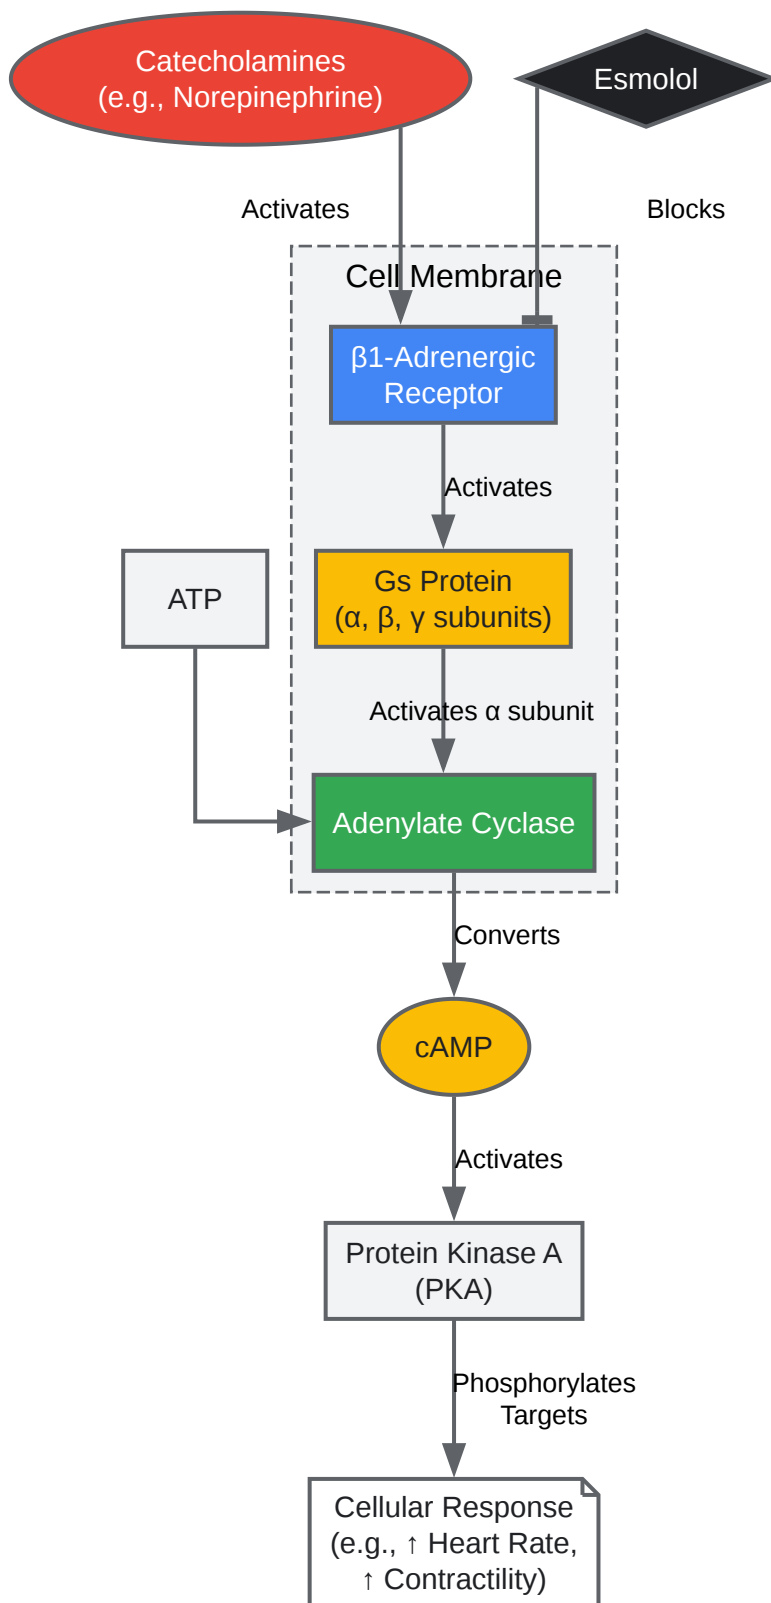 Catecholamines
(e.g., Norepinephrine)
Esmolol
Activates
Blocks
Cell Membrane
β1-Adrenergic
Receptor
Activates
ATP
Gs Protein
(α, β, γ subunits)
Activates α subunit
Adenylate Cyclase
Converts
cAMP
Activates
Protein Kinase A
(PKA)
Phosphorylates
Targets
Cellular Response
(e.g., ↑ Heart Rate,
↑ Contractility)